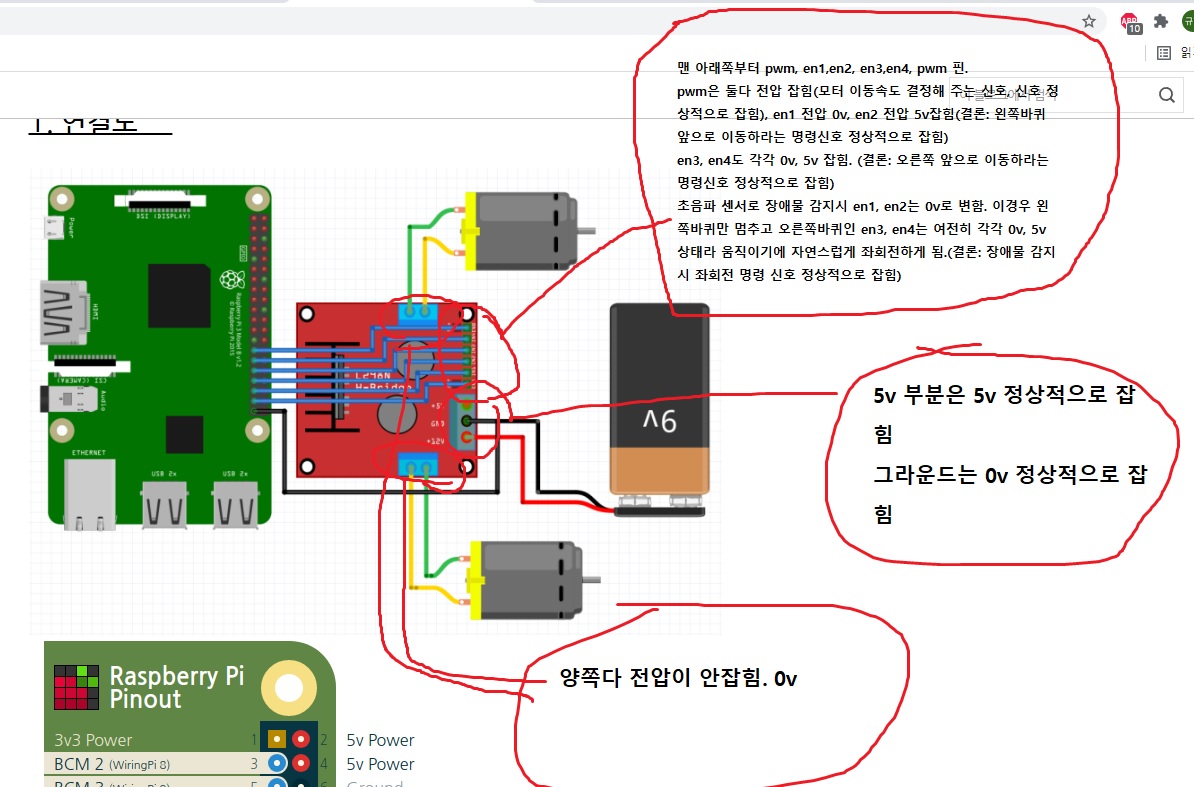 ABP
10
규
읽
맨 아래쪽부터 pwm, en1,en2, en3,en4, pwm 핀.
pwm은 둘다 전압 잡힘(모터 이동속도 결정해 주는 신호, 신호 정
상적으로 잡힘), en1 전압 0v, en2 전압 5v잡힘(결론: 왼쪽바퀴
앞으로 이동하라는 명령신호 정상적으로 잡힘)
en3, en4도 각각 0v, 5v 잡힘. (결론: 오른쪽 앞으로 이동하라는
명령신호 정상적으로 잡힘)
초음파 센서로 장애물 감지시 en1, en2는 0v로 변함. 이경우 왼
쪽바퀴만 멈추고 오른쪽바퀴인 en3, en4는 여전히 각각 0v, 5v
상태라 움직이기에 자연스럽게 좌회전하게 됨.(결론: 장애물 감지
시 좌회전 명령 신호 정상적으로 잡힘)
1. 연결도
DSI (DISPLAY)
Power
GPIO
HDMI
Raspberry Pi 3 Model B v1.2
© Raspberry Pi 2015
CSI (CAMERA)
Audio
ETHERNET
USB 2x
USB 2x
L298N
H-Bridge
+5V
GND
+12V
9V
5v 부분은 5v 정상적으로 잡
힘
그라운드는 0v 정상적으로 잡
힘
양쪽다 전압이 안잡힘. 0v
Raspberry Pi
Pinout
3v3 Power 1 2 5v Power
BCM 2 (WiringPi 8) 3 4 5v Power
BCM 3 (WiringPi 9) 5 6 Ground